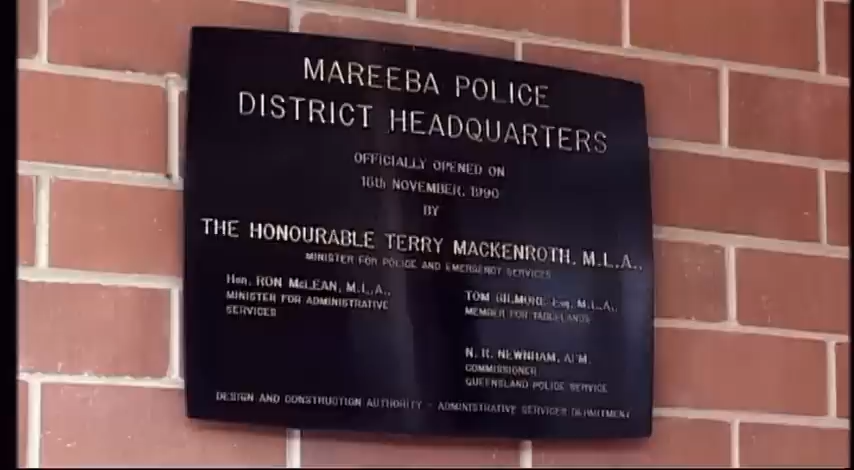 MAREEBA POLICE
DISTRICT HEADQUARTERS
OFFICIALLY OPENED ON
16th NOVEMBER, 1990
BY
THE HONOURABLE TERRY MACKENROTH, M.L.A.,
MINISTER FOR POLICE AND EMERGENCY SERVICES
Hon. RON McLEAN, M.L.A.,
MINISTER FOR ADMINISTRATIVE
SERVICES
TOM GILMORE Esq, M.L.A.,
MEMBER FOR TABLELANDS
N. R. NEWNHAM, A.P.M.
COMMISSIONER
QUEENSLAND POLICE SERVICE
DESIGN AND CONSTRUCTION AUTHORITY - ADMINISTRATIVE SERVICES DEPARTMENT